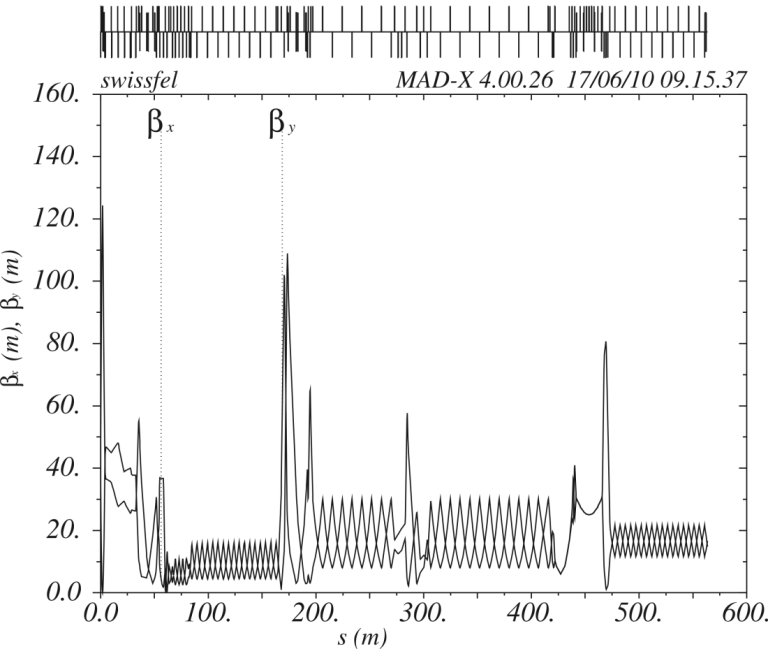 swissfel MAD-X 4.00.26 17/06/10 09.15.37
160.
βx βy
140.
120.
100.
80.
60.
40.
20.
0.0
βx (m), βy (m)
0.0 100. 200. 300. 400. 500. 600.
s (m)